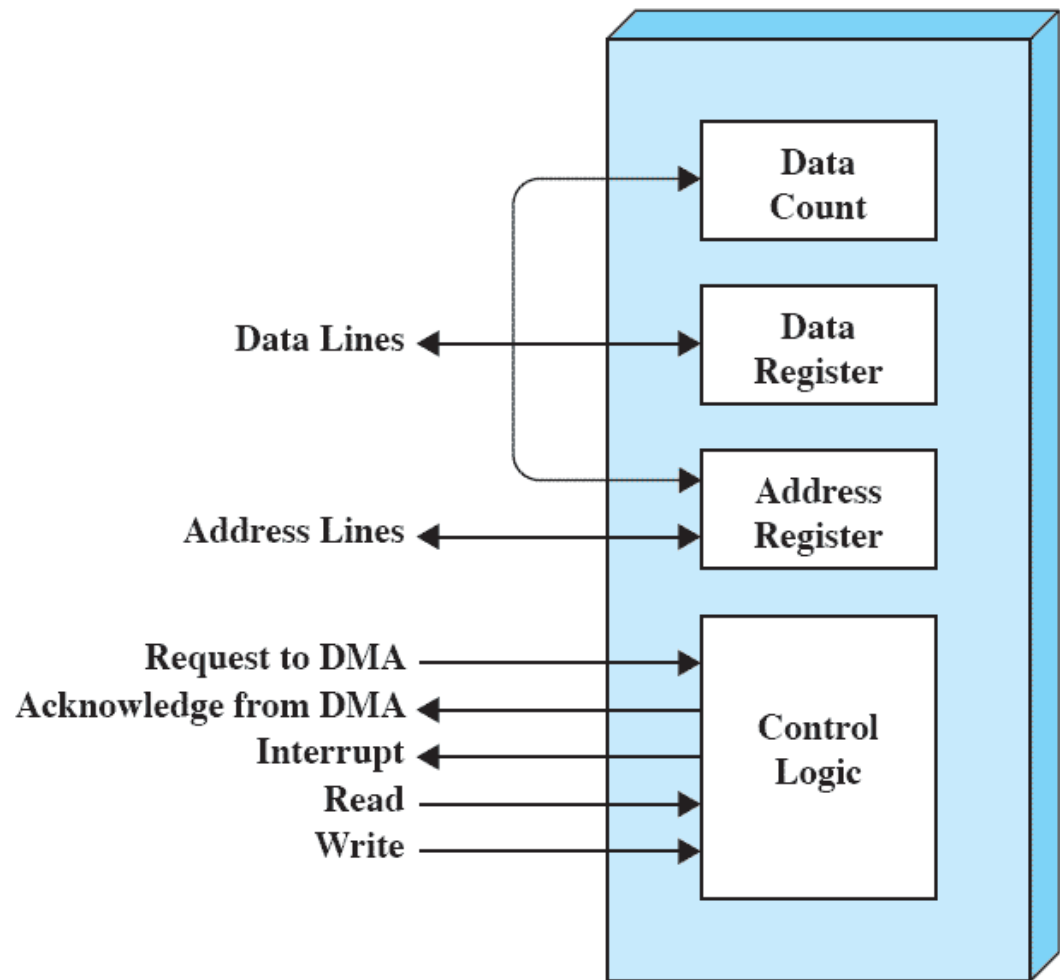 Data
Count
Data Lines
Data
Register
Address
Register
Address Lines
Request to DMA
Acknowledge from DMA
Interrupt
Read
Write
Control
Logic